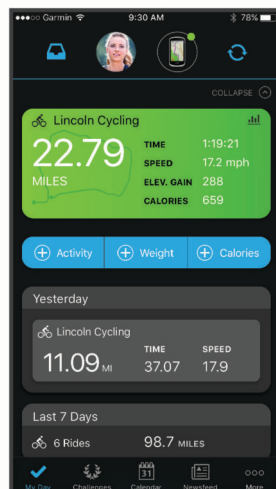 Garmin 9:30 AM 78%
COLLAPSE
Lincoln Cycling
22.79
MILES
TIME 1:19:21
SPEED 17.2 mph
ELEV. GAIN 288
CALORIES 659
+ Activity + Weight + Calories
Yesterday
Lincoln Cycling
11.09 MI
TIME SPEED
37.07 17.9
Last 7 Days
6 Rides 98.7 MILES
31
My Day Challenges Calendar Newsfeed More